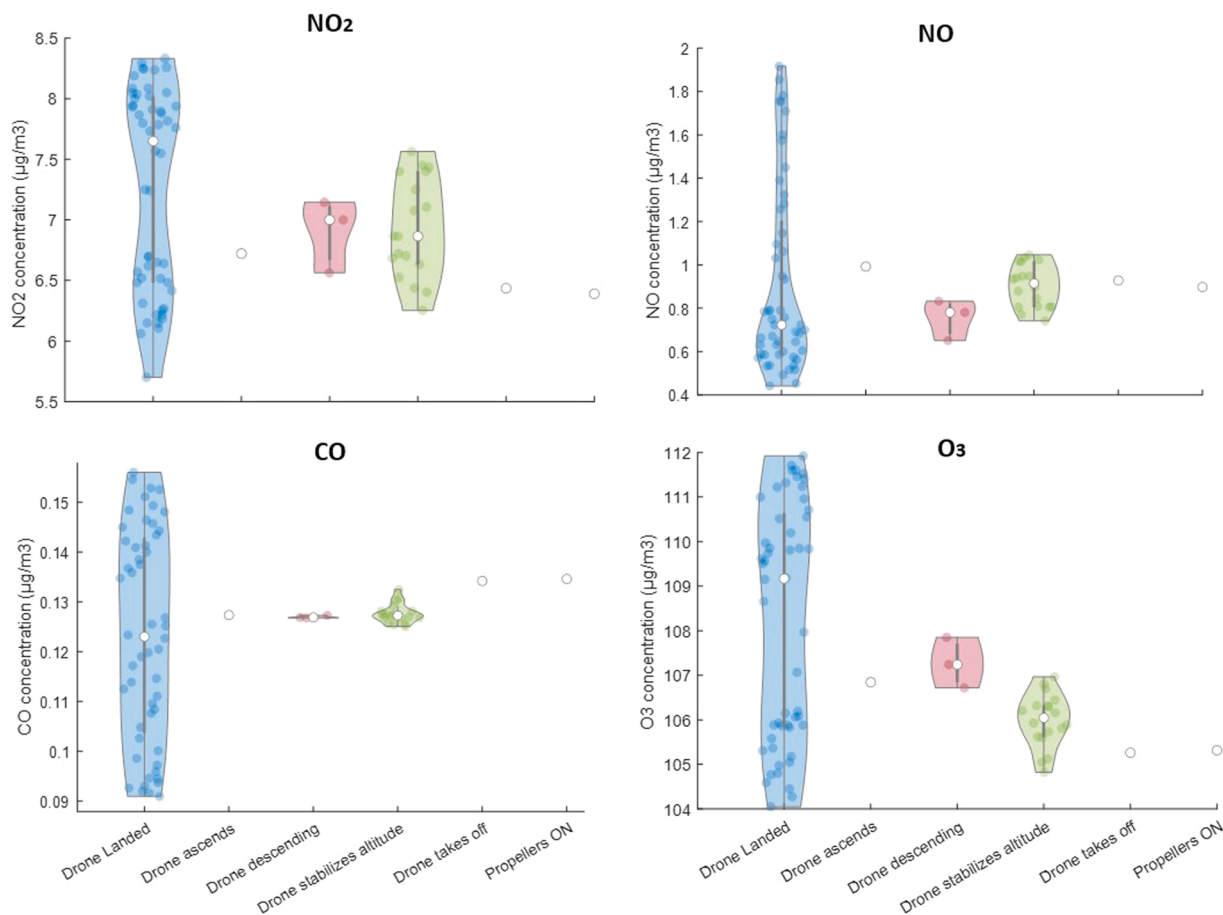 NO₂
NO2 concentration (µg/m3)
8.5
8
7.5
7
6.5
6
5.5
NO
NO concentration (µg/m3)
2
1.8
1.6
1.4
1.2
1
0.8
0.6
0.4
CO
CO concentration (µg/m3)
0.15
0.14
0.13
0.12
0.11
0.1
0.09
Drone Landed
Drone ascends
Drone descending
Drone stabilizes altitude
Drone takes off
Propellers ON
O₃
O3 concentration (µg/m3)
112
111
110
109
108
107
106
105
104
Drone Landed
Drone ascends
Drone descending
Drone stabilizes altitude
Drone takes off
Propellers ON